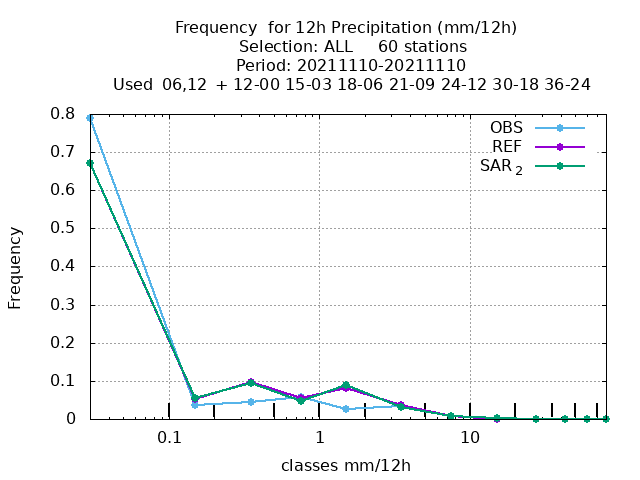 Frequency  for 12h Precipitation (mm/12h)
Selection: ALL     60 stations
Period: 20211110-20211110
Used  06,12  + 12-00 15-03 18-06 21-09 24-12 30-18 36-24
OBS
REF
SAR 2
0.8
0.7
0.6
0.5
0.4
0.3
0.2
0.1
0
Frequency
0.1
1
10
classes mm/12h